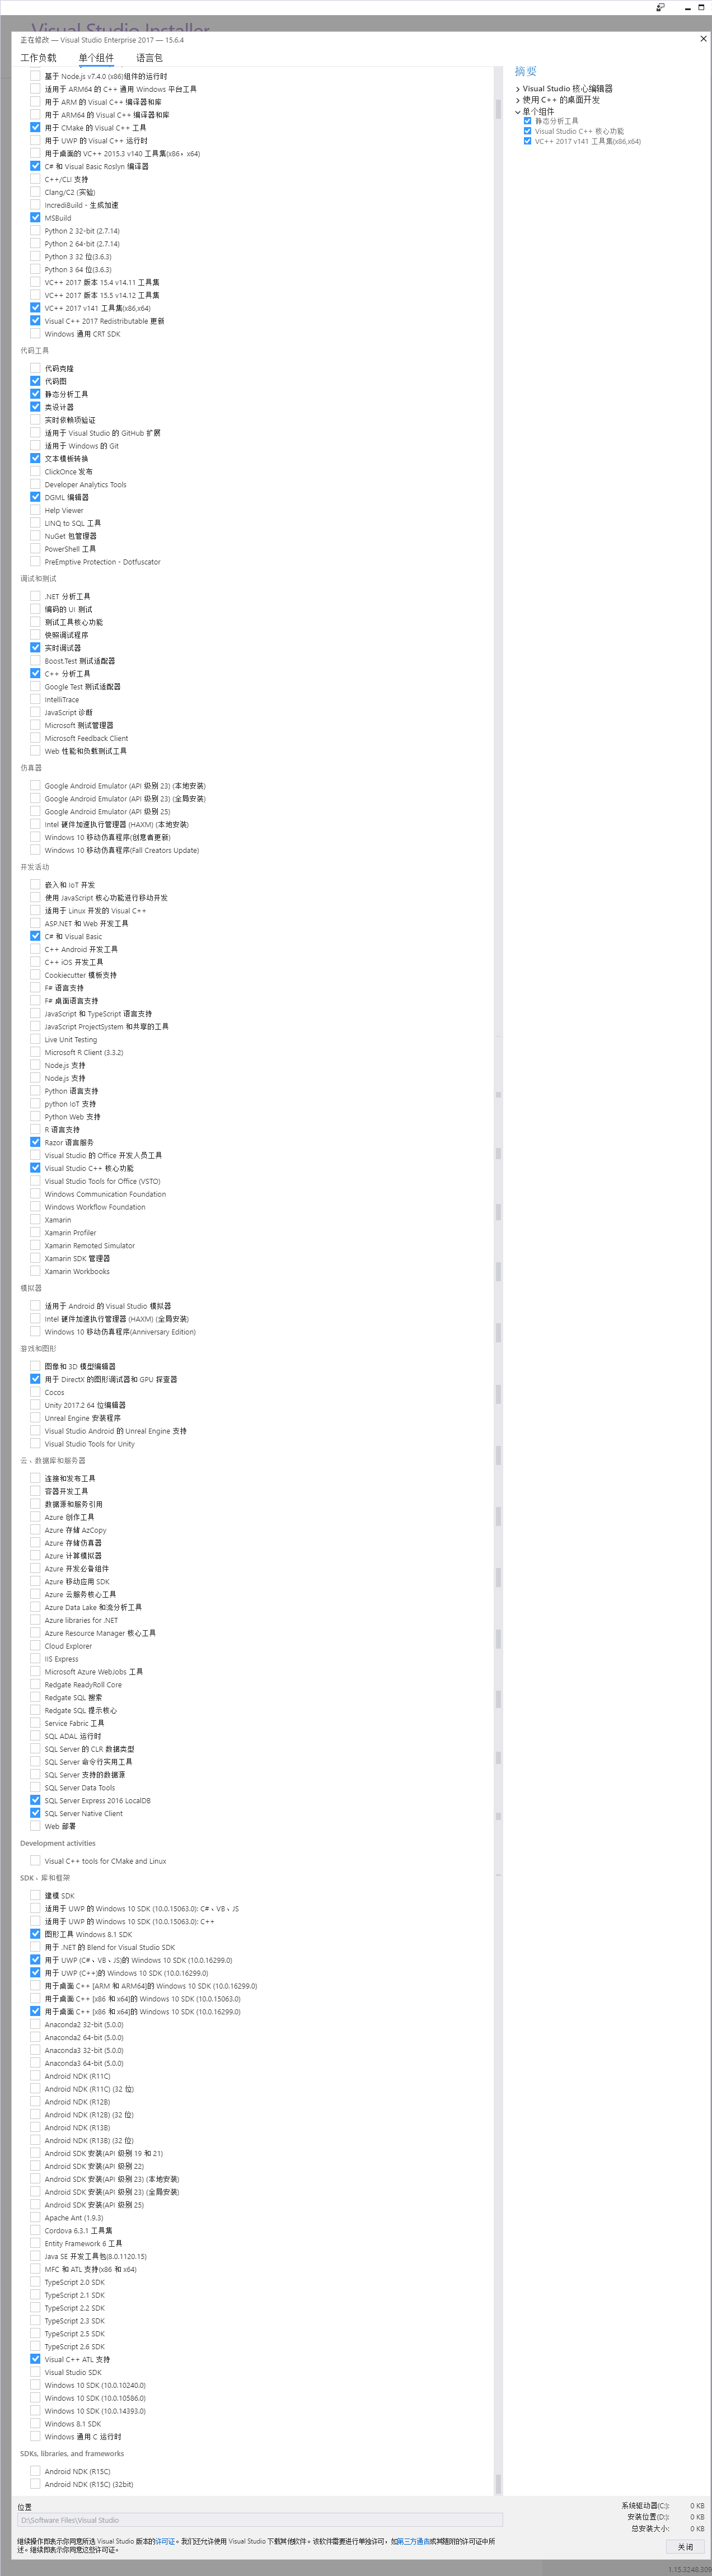 Visual Studio Installer
正在修改 — Visual Studio Enterprise 2017 — 15.6.4
工作负载
单个组件
语言包
基于 Node.js v7.4.0 (x86)组件的运行时
适用于 ARM64 的 C++ 通用 Windows 平台工具
用于 ARM 的 Visual C++ 编译器和库
用于 ARM64 的 Visual C++ 编译器和库
用于 CMake 的 Visual C++ 工具
用于 UWP 的 Visual C++ 运行时
用于桌面的 VC++ 2015.3 v140 工具集(x86、x64)
C# 和 Visual Basic Roslyn 编译器
C++/CLI 支持
Clang/C2 (实验)
IncrediBuild - 生成加速
MSBuild
Python 2 32-bit (2.7.14)
Python 2 64-bit (2.7.14)
Python 3 32 位(3.6.3)
Python 3 64 位(3.6.3)
VC++ 2017 版本 15.4 v14.11 工具集
VC++ 2017 版本 15.5 v14.12 工具集
VC++ 2017 v141 工具集(x86,x64)
Visual C++ 2017 Redistributable 更新
Windows 通用 CRT SDK
代码工具
代码克隆
代码图
静态分析工具
类设计器
实时依赖项验证
适用于 Visual Studio 的 GitHub 扩展
适用于 Windows 的 Git
文本模板转换
ClickOnce 发布
Developer Analytics Tools
DGML 编辑器
Help Viewer
LINQ to SQL 工具
NuGet 包管理器
PowerShell 工具
PreEmptive Protection - Dotfuscator
调试和测试
.NET 分析工具
编码的 UI 测试
测试工具核心功能
快照调试程序
实时调试器
Boost.Test 测试适配器
C++ 分析工具
Google Test 测试适配器
IntelliTrace
JavaScript 诊断
Microsoft 测试管理器
Microsoft Feedback Client
Web 性能和负载测试工具
仿真器
Google Android Emulator (API 级别 23) (本地安装)
Google Android Emulator (API 级别 23) (全局安装)
Google Android Emulator (API 级别 25)
Intel 硬件加速执行管理器 (HAXM) (本地安装)
Windows 10 移动仿真程序(创意者更新)
Windows 10 移动仿真程序(Fall Creators Update)
开发活动
嵌入和 IoT 开发
使用 JavaScript 核心功能进行移动开发
适用于 Linux 开发的 Visual C++
ASP.NET 和 Web 开发工具
C# 和 Visual Basic
C++ Android 开发工具
C++ iOS 开发工具
Cookiecutter 模板支持
F# 语言支持
F# 桌面语言支持
JavaScript 和 TypeScript 语言支持
JavaScript ProjectSystem 和共享的工具
Live Unit Testing
Microsoft R Client (3.3.2)
Node.js 支持
Node.js 支持
Python 语言支持
python IoT 支持
Python Web 支持
R 语言支持
Razor 语言服务
Visual Studio 的 Office 开发人员工具
Visual Studio C++ 核心功能
Visual Studio Tools for Office (VSTO)
Windows Communication Foundation
Windows Workflow Foundation
Xamarin
Xamarin Profiler
Xamarin Remoted Simulator
Xamarin SDK 管理器
Xamarin Workbooks
模拟器
适用于 Android 的 Visual Studio 模拟器
Intel 硬件加速执行管理器 (HAXM) (全局安装)
Windows 10 移动仿真程序(Anniversary Edition)
游戏和图形
图像和 3D 模型编辑器
用于 DirectX 的图形调试器和 GPU 探查器
Cocos
Unity 2017.2 64 位编辑器
Unreal Engine 安装程序
Visual Studio Android 的 Unreal Engine 支持
Visual Studio Tools for Unity
云、数据库和服务器
连接和发布工具
容器开发工具
数据源和服务引用
Azure 创作工具
Azure 存储 AzCopy
Azure 存储仿真器
Azure 计算模拟器
Azure 开发必备组件
Azure 移动应用 SDK
Azure 云服务核心工具
Azure Data Lake 和流分析工具
Azure libraries for .NET
Azure Resource Manager 核心工具
Cloud Explorer
IIS Express
Microsoft Azure WebJobs 工具
Redgate ReadyRoll Core
Redgate SQL 搜索
Redgate SQL 提示核心
Service Fabric 工具
SQL ADAL 运行时
SQL Server 的 CLR 数据类型
SQL Server 命令行实用工具
SQL Server 支持的数据源
SQL Server Data Tools
SQL Server Express 2016 LocalDB
SQL Server Native Client
Web 部署
Development activities
Visual C++ tools for CMake and Linux
SDK、库和框架
建模 SDK
适用于 UWP 的 Windows 10 SDK (10.0.15063.0): C#、VB、JS
适用于 UWP 的 Windows 10 SDK (10.0.15063.0): C++
图形工具 Windows 8.1 SDK
用于 .NET 的 Blend for Visual Studio SDK
用于 UWP (C#、VB、JS)的 Windows 10 SDK (10.0.16299.0)
用于 UWP (C++)的 Windows 10 SDK (10.0.16299.0)
用于桌面 C++ [ARM 和 ARM64]的 Windows 10 SDK (10.0.16299.0)
用于桌面 C++ [x86 和 x64]的 Windows 10 SDK (10.0.15063.0)
用于桌面 C++ [x86 和 x64]的 Windows 10 SDK (10.0.16299.0)
Anaconda2 32-bit (5.0.0)
Anaconda2 64-bit (5.0.0)
Anaconda3 32-bit (5.0.0)
Anaconda3 64-bit (5.0.0)
Android NDK (R11C)
Android NDK (R11C) (32 位)
Android NDK (R12B)
Android NDK (R12B) (32 位)
Android NDK (R13B)
Android NDK (R13B) (32 位)
Android SDK 安装(API 级别 19 和 21)
Android SDK 安装(API 级别 22)
Android SDK 安装(API 级别 23) (本地安装)
Android SDK 安装(API 级别 23) (全局安装)
Android SDK 安装(API 级别 25)
Apache Ant (1.9.3)
Cordova 6.3.1 工具集
Entity Framework 6 工具
Java SE 开发工具包(8.0.1120.15)
MFC 和 ATL 支持(x86 和 x64)
TypeScript 2.0 SDK
TypeScript 2.1 SDK
TypeScript 2.2 SDK
TypeScript 2.3 SDK
TypeScript 2.5 SDK
TypeScript 2.6 SDK
Visual C++ ATL 支持
Visual Studio SDK
Windows 10 SDK (10.0.10240.0)
Windows 10 SDK (10.0.10586.0)
Windows 10 SDK (10.0.14393.0)
Windows 8.1 SDK
Windows 通用 C 运行时
SDKs, libraries, and frameworks
Android NDK (R15C)
Android NDK (R15C) (32bit)
摘要
Visual Studio 核心编辑器
使用 C++ 的桌面开发
单个组件
静态分析工具
Visual Studio C++ 核心功能
VC++ 2017 v141 工具集(x86,x64)
位置
D:\Software Files\Visual Studio
继续操作即表示你同意所选 Visual Studio 版本的许可证。我们还允许使用 Visual Studio 下载其他软件。该软件需要进行单独许可，如第三方通告或其随附的许可证中所
述。继续即表示你同意这些许可证。
系统驱动器(C:): 0 KB
安装位置(D:): 0 KB
总安装大小: 0 KB
关闭
1.15.3248.309